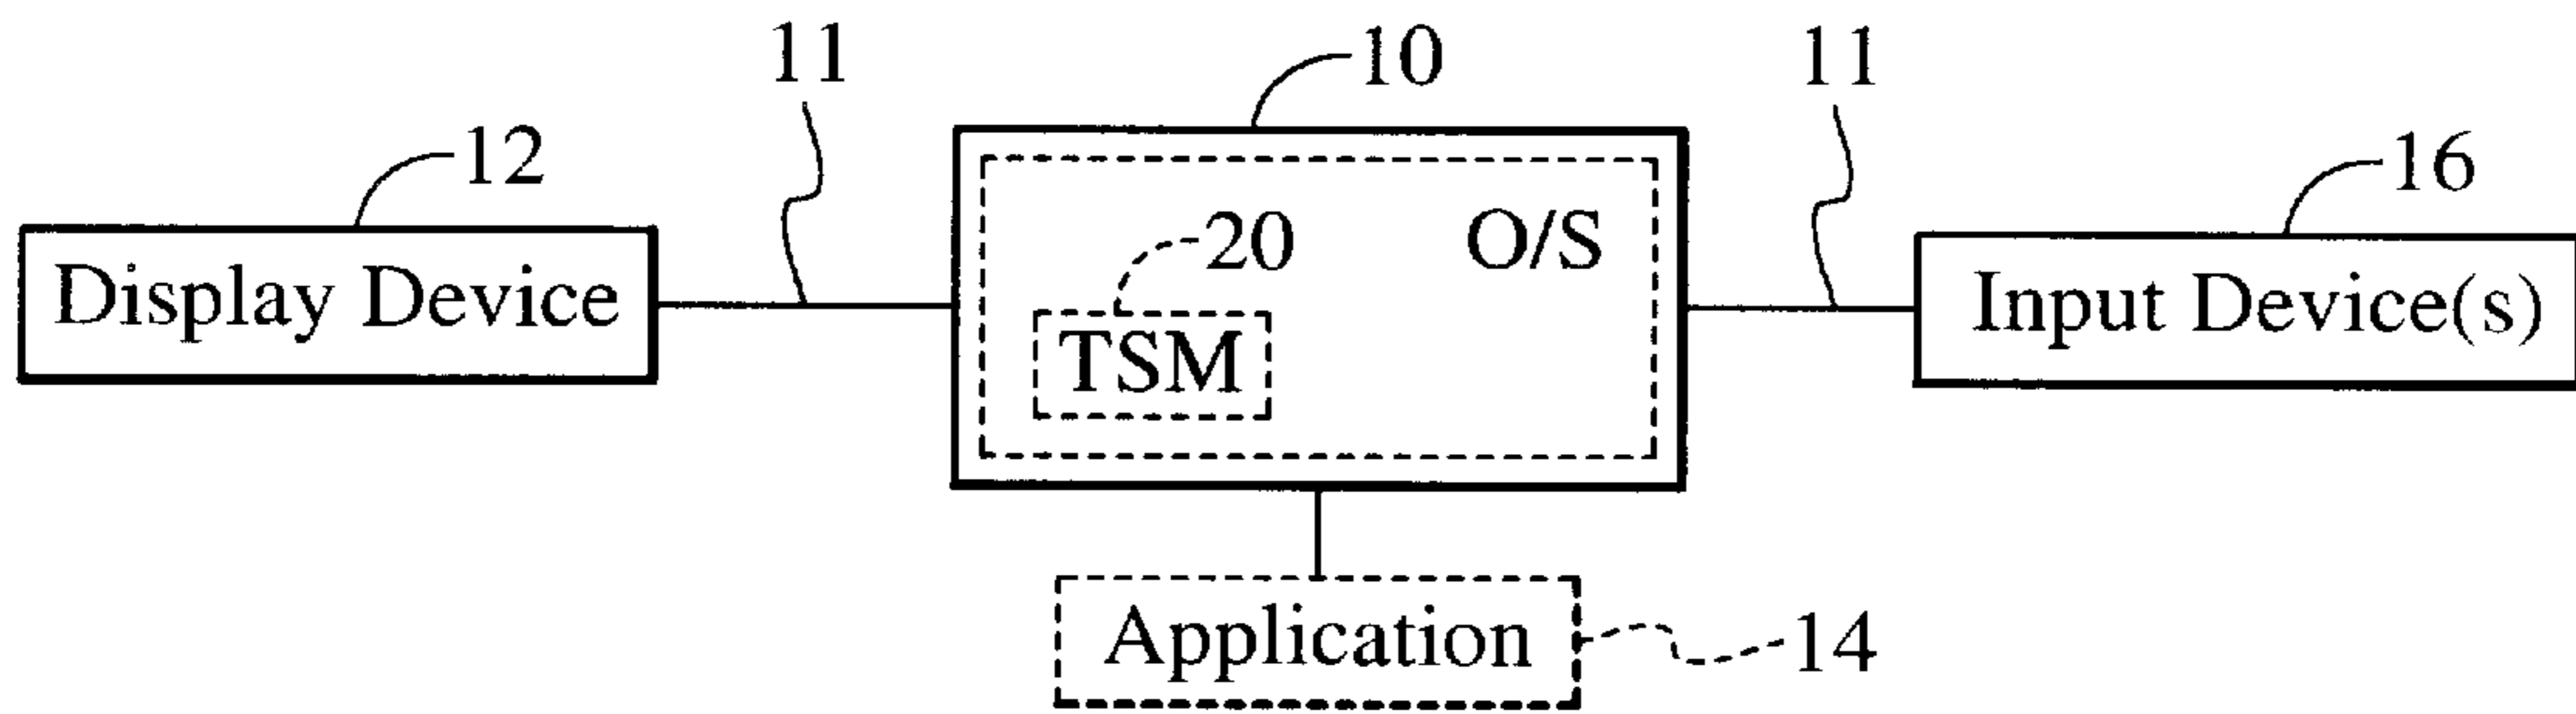 11
10
11
12
16
20
O/S
Display Device
Input Device(s)
TSM
Application
14